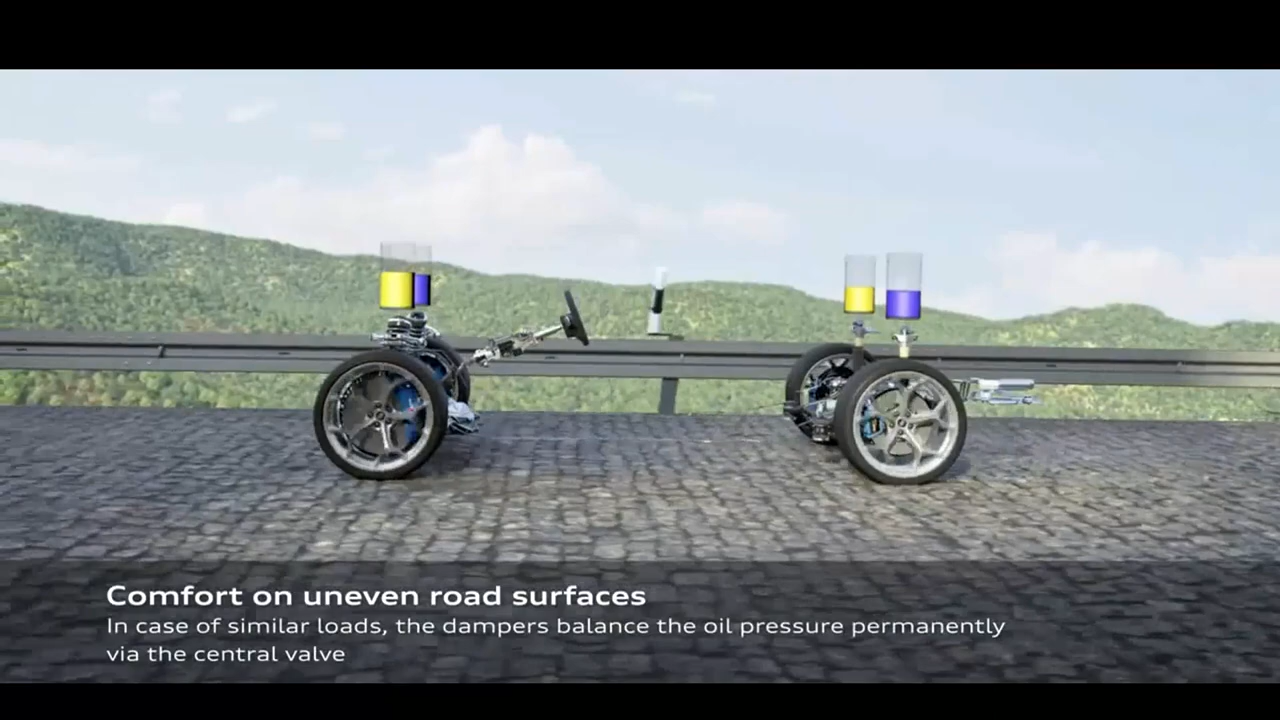 Comfort on uneven road surfaces
In case of similar loads, the dampers balance the oil pressure permanently
via the central valve